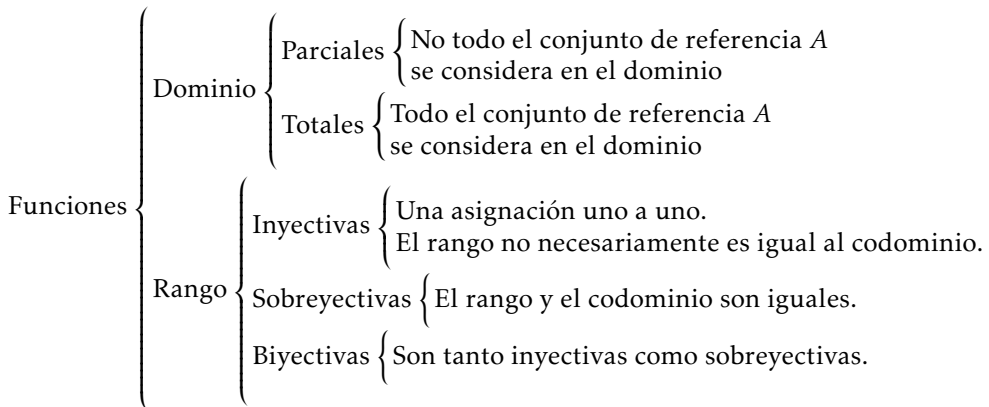 Funciones
Dominio
Parciales
No todo el conjunto de referencia A
se considera en el dominio
Totales
Todo el conjunto de referencia A
se considera en el dominio
Rango
Inyectivas
Una asignación uno a uno.
El rango no necesariamente es igual al codominio.
Sobreyectivas
El rango y el codominio son iguales.
Biyectivas
Son tanto inyectivas como sobreyectivas.